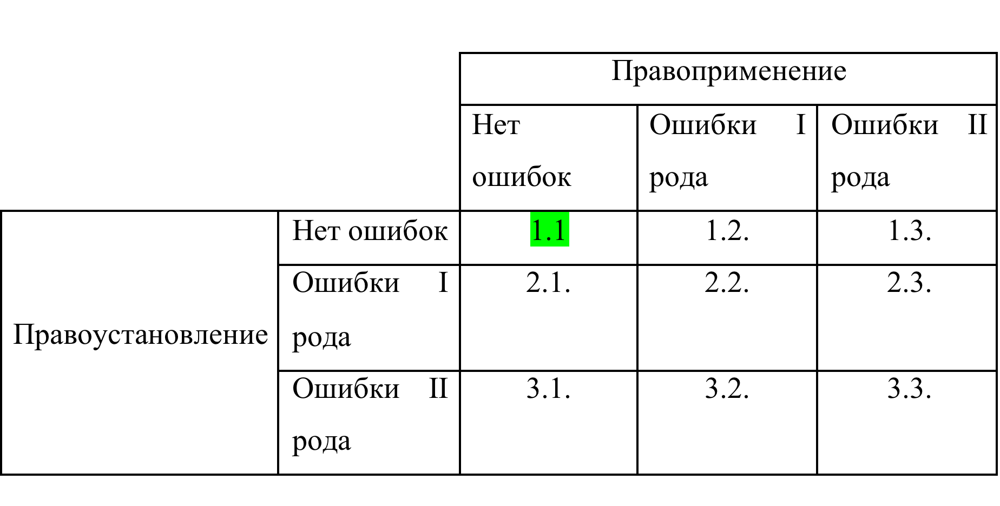 Правоприменение
Нет
ошибок
Ошибки I
рода
Ошибки II
рода
Правоустановление
Нет ошибок
1.1
1.2.
1.3.
Ошибки I
рода
2.1.
2.2.
2.3.
Ошибки II
рода
3.1.
3.2.
3.3.